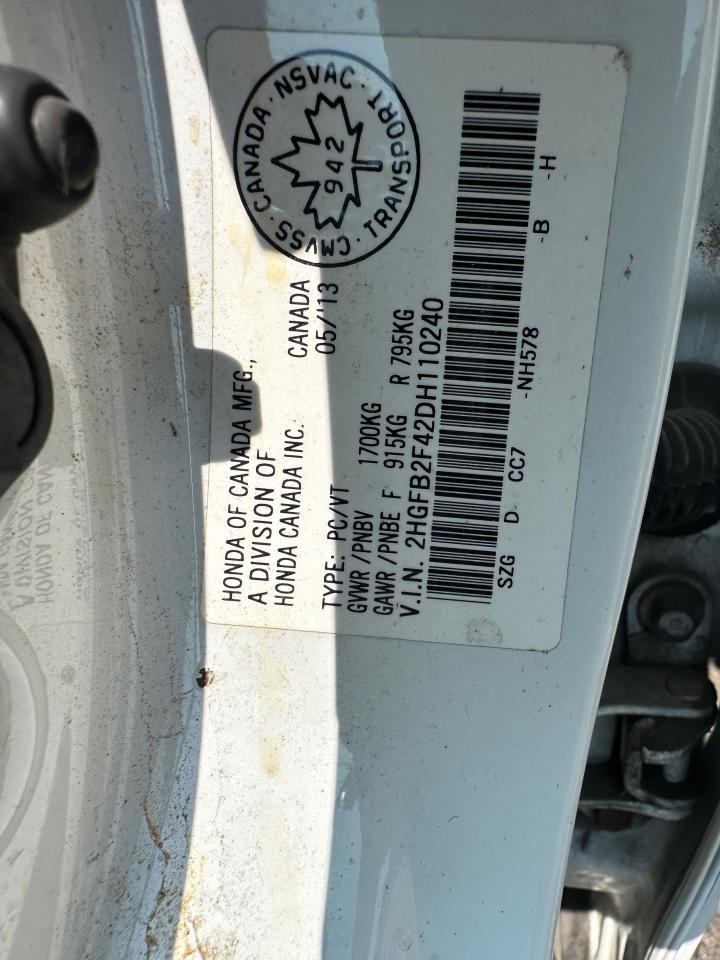 HONDA OF CANADA MFG.,
A DIVISION OF
HONDA CANADA INC.
CANADA
05/'13
TYPE: PC/VT
GVWR/PNBV 1700KG
GAWR/PNBE F 915KG R 795KG
V.I.N. 2HGFB2F42DH110240
SZG D CC7 -NH578 -B -H
CMVSS · CANADA · NSVAC · TRANSPORT ·
942